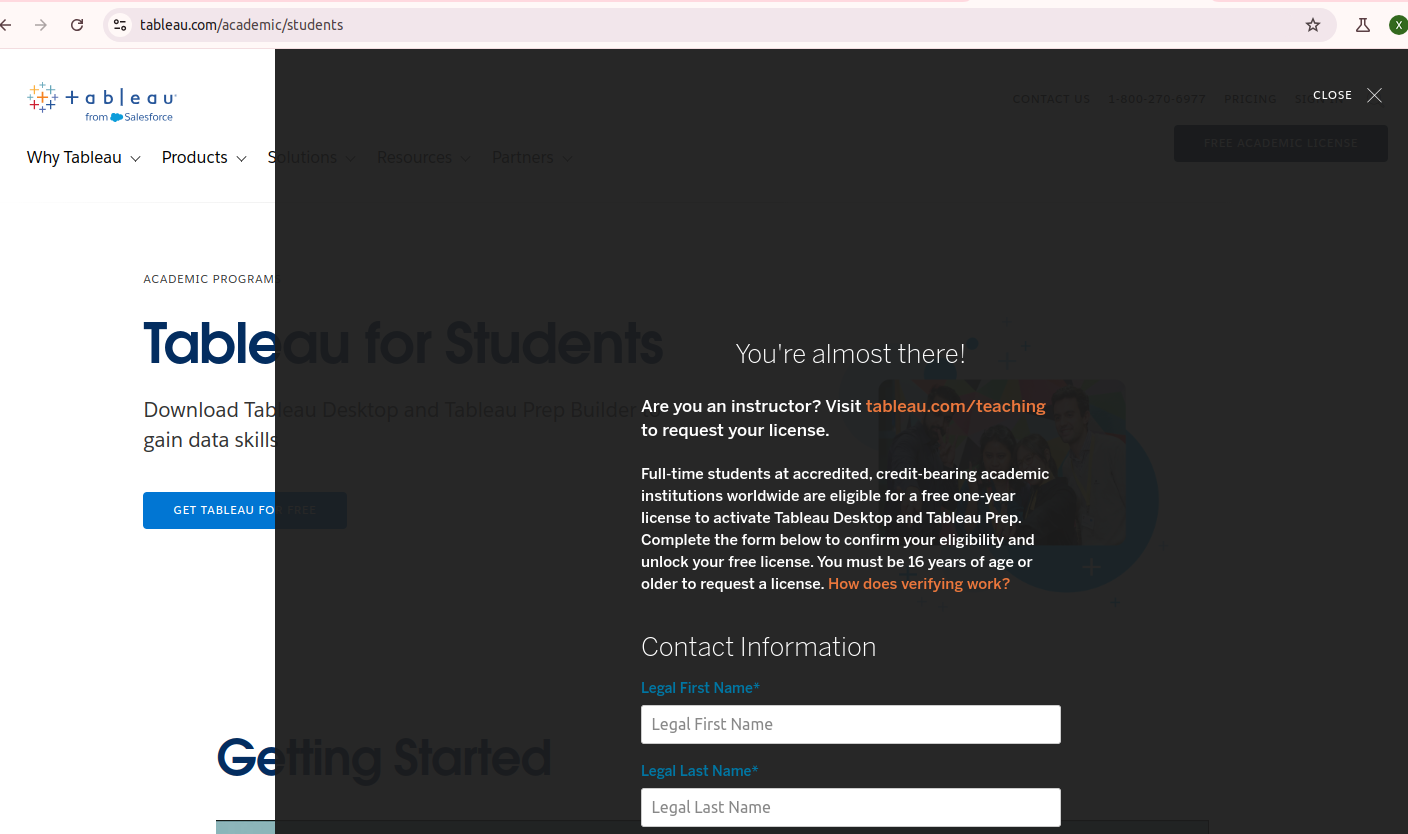 tableau.com/academic/students
X
+ableau
from Salesforce
CONTACT US 1-800-270-6977 PRICING
CLOSE
FREE ACADEMIC LICENSE
Why Tableau Products Solutions Resources Partners
ACADEMIC PROGRAMS
Tableau for Students
Download Tableau Desktop and Tableau Prep Builder to
gain data skills
GET TABLEAU FOR FREE
You're almost there!
Are you an instructor? Visit tableau.com/teaching
to request your license.
Full-time students at accredited, credit-bearing academic
institutions worldwide are eligible for a free one-year
license to activate Tableau Desktop and Tableau Prep.
Complete the form below to confirm your eligibility and
unlock your free license. You must be 16 years of age or
older to request a license. How does verifying work?
Contact Information
Legal First Name*
Legal First Name
Legal Last Name*
Legal Last Name
Getting Started